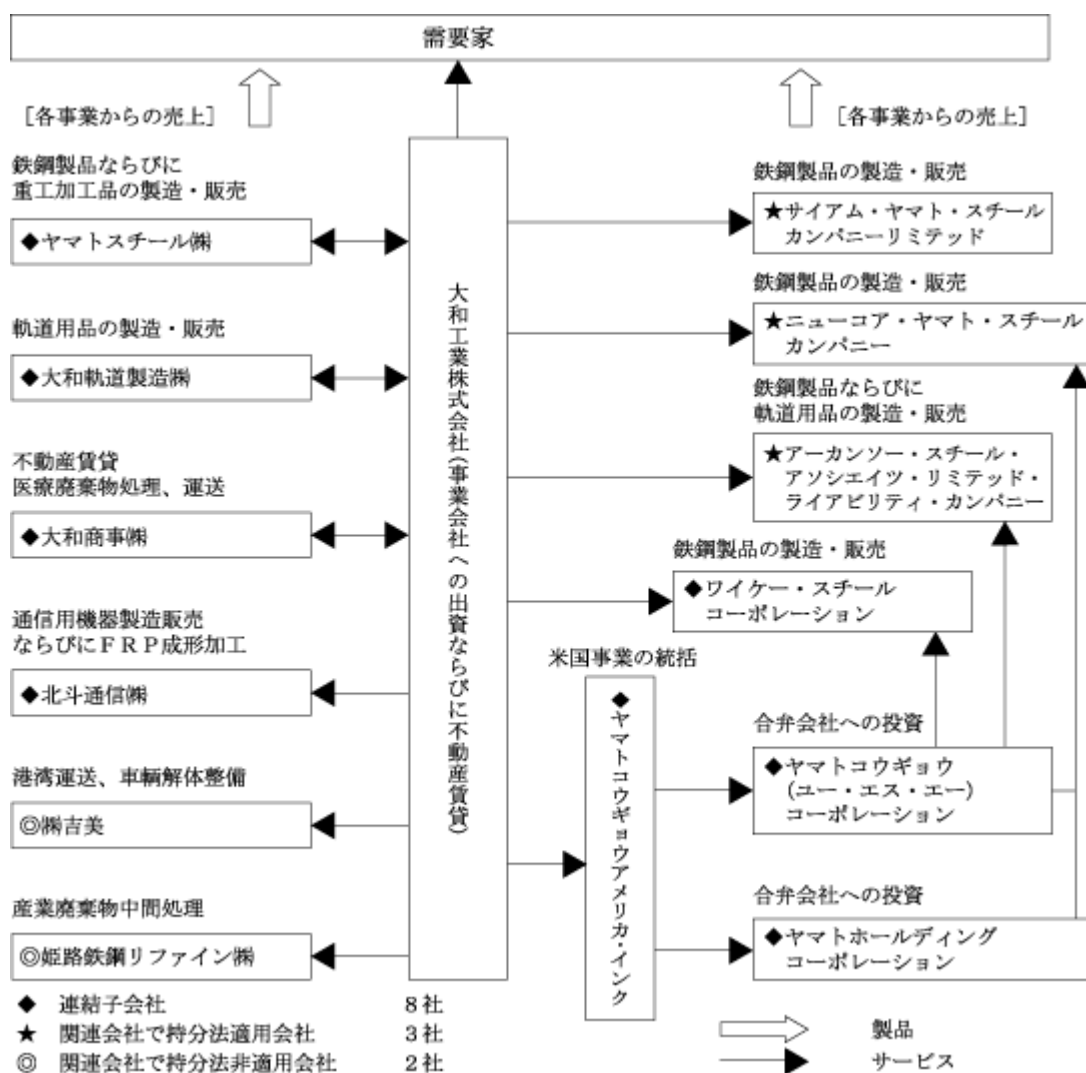 需要家
［各事業からの売上］
［各事業からの売上］
鉄鋼製品ならびに
重工加工品の製造・販売
◆ヤマトスチール㈱
軌道用品の製造・販売
◆大和軌道製造㈱
不動産賃貸
医療廃棄物処理、運送
◆大和商事㈱
通信用機器製造販売
ならびにＦＲＰ成形加工
◆北斗通信㈱
港湾運送、車輌解体整備
◎㈱吉美
産業廃棄物中間処理
◎姫路鉄鋼リファイン㈱
大和工業株式会社（事業会社への出資ならびに不動産賃貸）
鉄鋼製品の製造・販売
★サイアム・ヤマト・スチール
カンパニーリミテッド
鉄鋼製品の製造・販売
★ニューコア・ヤマト・スチール
カンパニー
鉄鋼製品ならびに
軌道用品の製造・販売
★アーカンソー・スチール・
アソシエイツ・リミテッド・
ライアビリティ・カンパニー
鉄鋼製品の製造・販売
◆ワイケー・スチール
コーポレーション
米国事業の統括
◆ヤマトコウギョウアメリカ・インク
合弁会社への投資
◆ヤマトコウギョウ
（ユー・エス・エー）
コーポレーション
合弁会社への投資
◆ヤマトホールディング
コーポレーション
◆ 連結子会社 ８社
★ 関連会社で持分法適用会社 ３社
◎ 関連会社で持分法非適用会社 ２社
製品
サービス